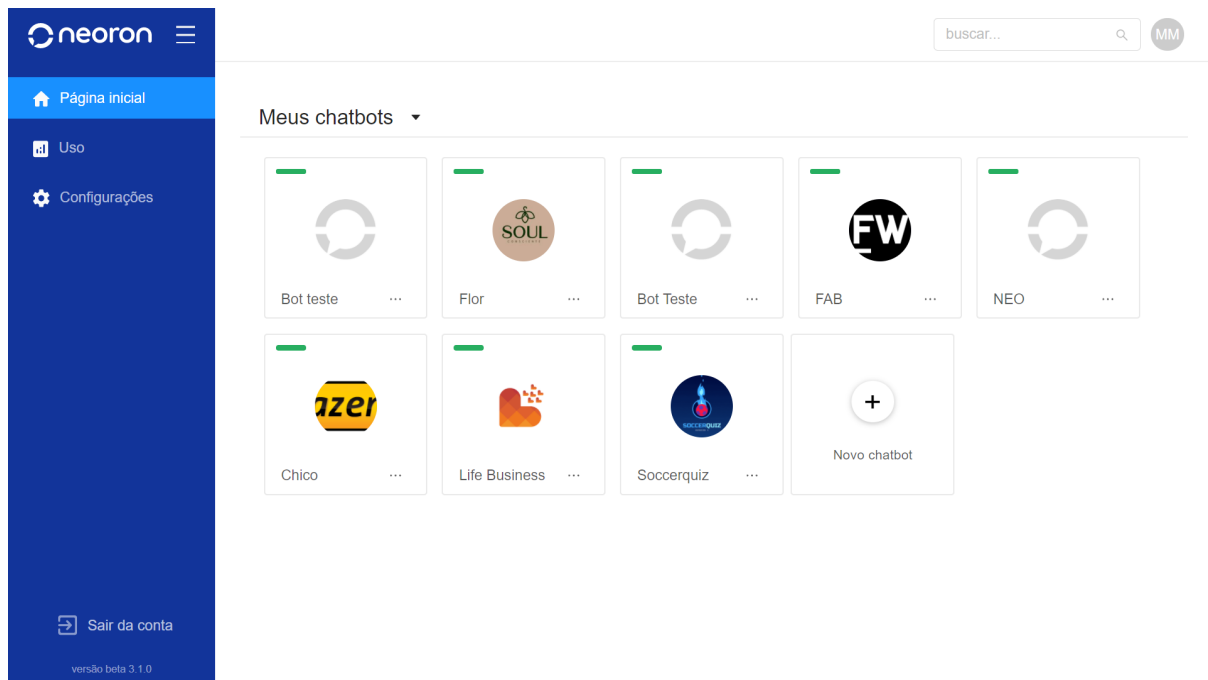 neoron
buscar...
MM
Página inicial
Uso
Configurações
Meus chatbots
SOUL
FW
Bot teste ...
Flor ...
Bot Teste ...
FAB ...
NEO ...
azer
SOCCERQUIZ
Chico ...
Life Business ...
Soccerquiz ...
Novo chatbot
Sair da conta
versão beta 3.1.0